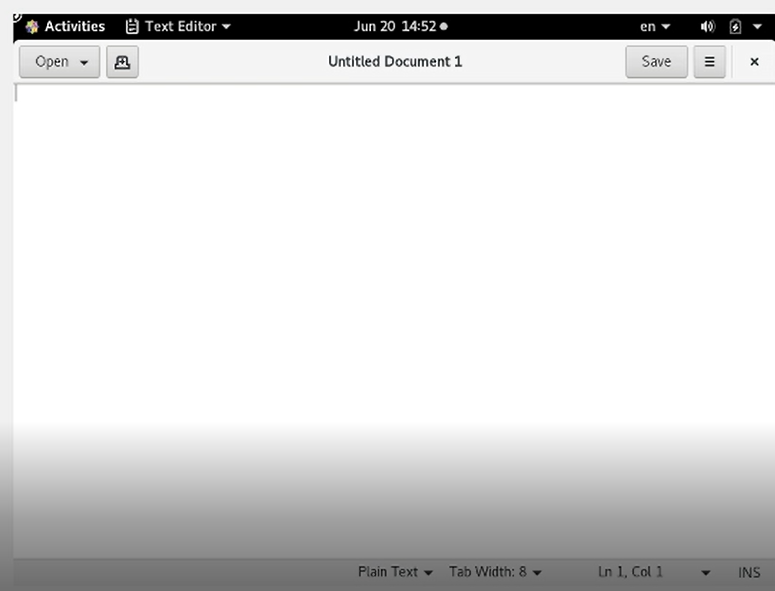 Activities Text Editor Jun 20 14:52 en
Open Untitled Document 1 Save
Plain Text Tab Width: 8 Ln 1, Col 1 INS